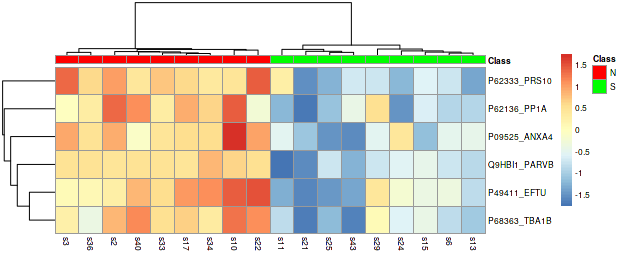 Class
P62333_PRS10
P62136_PP1A
P09525_ANXA4
Q9HBI1_PARVB
P49411_EFTU
P68363_TBA1B
s3 s36 s2 s40 s33 s17 s34 s10 s22 s11 s21 s25 s43 s29 s24 s15 s6 s13
1.5
1
0.5
0
-0.5
-1
-1.5
Class
N
S